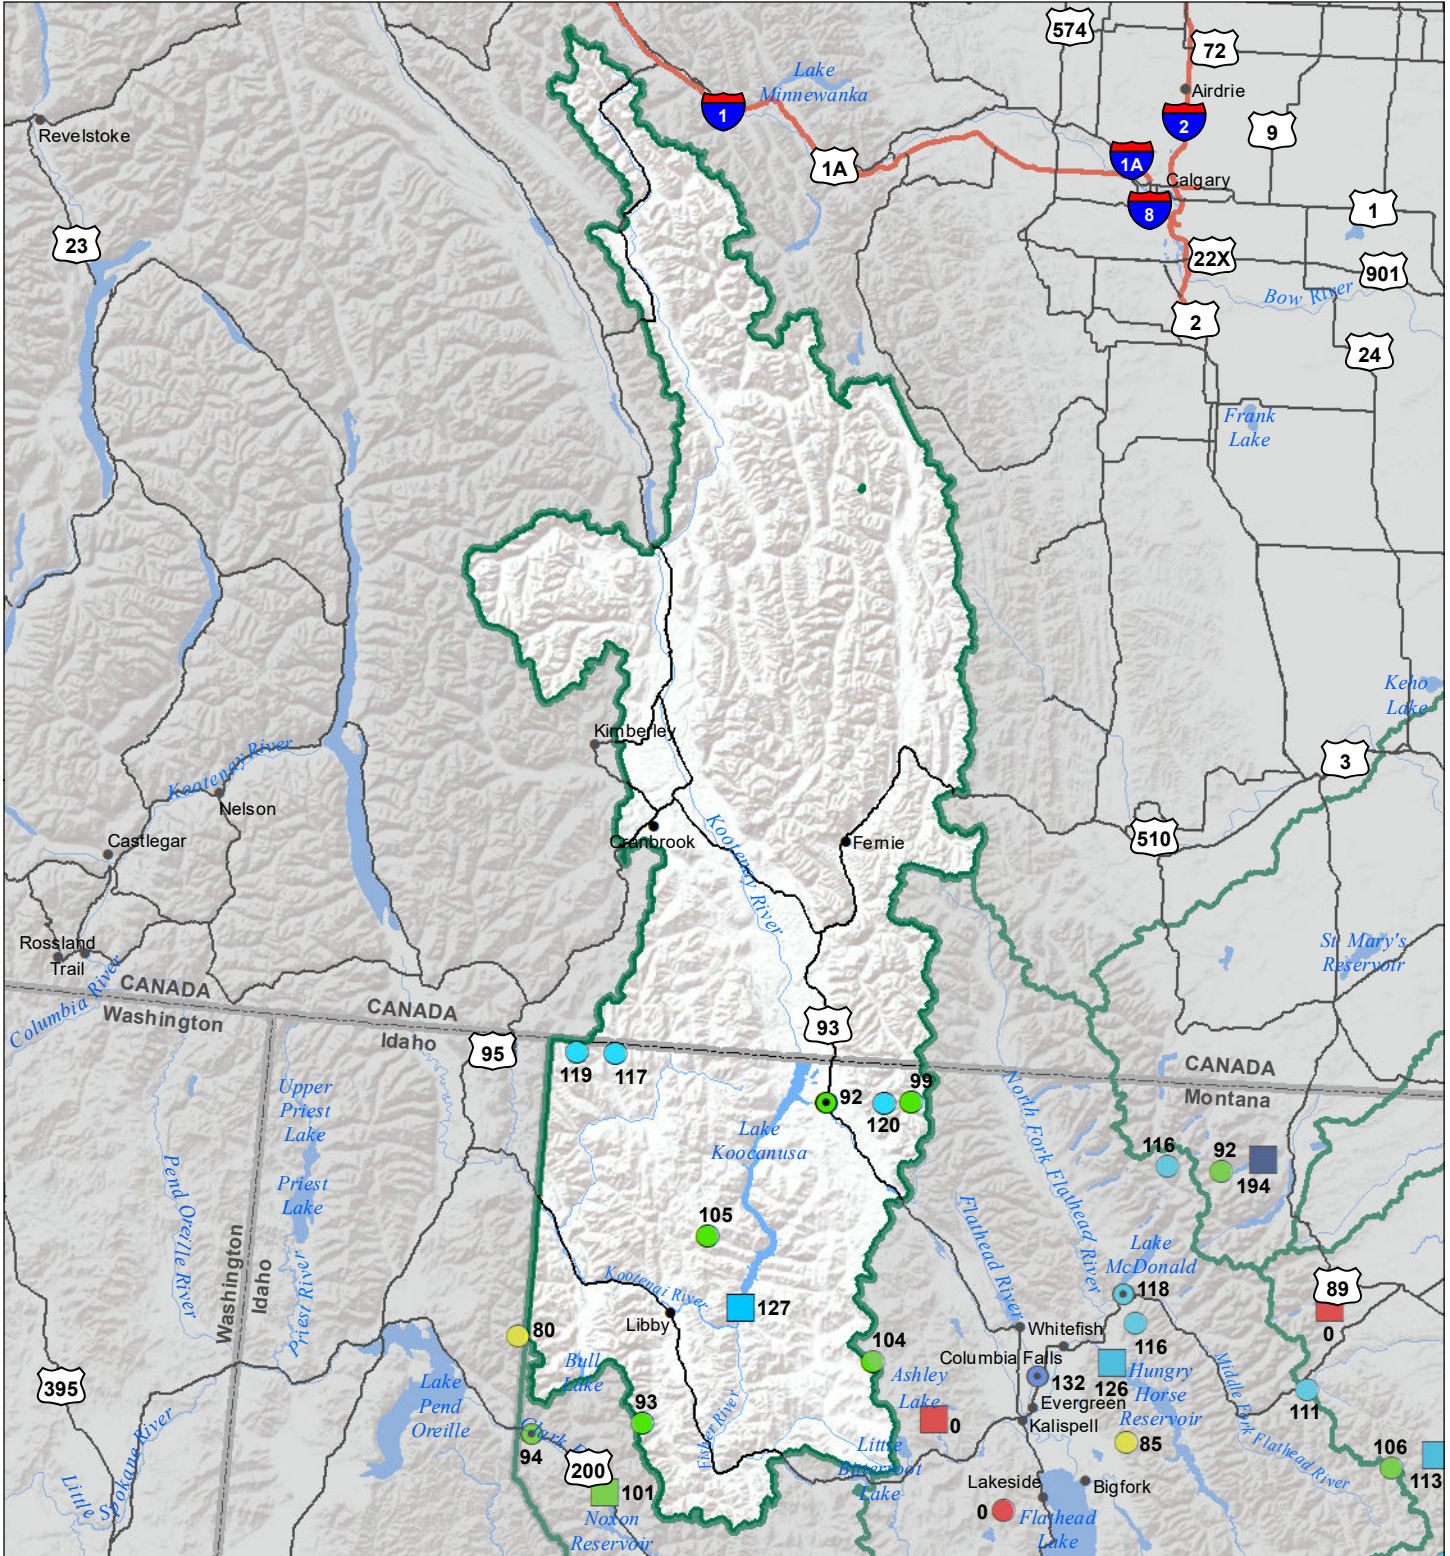 574
72
Lake
Minnewanka
Airdrie
1
2
9
Revelstoke
1A
1A
Calgary
8
1
23
22X
901
Bow River
2
24
Frank
Lake
Keho
Lake
Kimberley
3
Kootenay River
Nelson
Castlegar
Cranbrook
Kootenay River
Fernie
510
Rossland
Trail
St. Mary's
Reservoir
Columbia River
CANADA
Washington
CANADA
Idaho
95
93
119
117
92
120
99
CANADA
Montana
Upper
Priest
Lake
Lake
Koocanusa
North Fork Flathead River
116
92
194
Pend Oreille River
Priest
Lake
105
Flathead River
Lake
McDonald
Washington
Idaho
Priest River
Kootenai River
127
118
89
0
80
Libby
104
Whitefish
116
Columbia Falls
Bull
Lake
Ashley
Lake
132
126
Hungry
Horse
Reservoir
Middle Fork Flathead River
111
395
Lake
Pend
Oreille
93
Fisher River
0
Evergreen
Kalispell
85
Little Spokane River
94
Clark
200
101
Little
Bitterroot
Lake
106
113
Noxon
Reservoir
Lakeside
Bigfork
0
Flathead
Lake